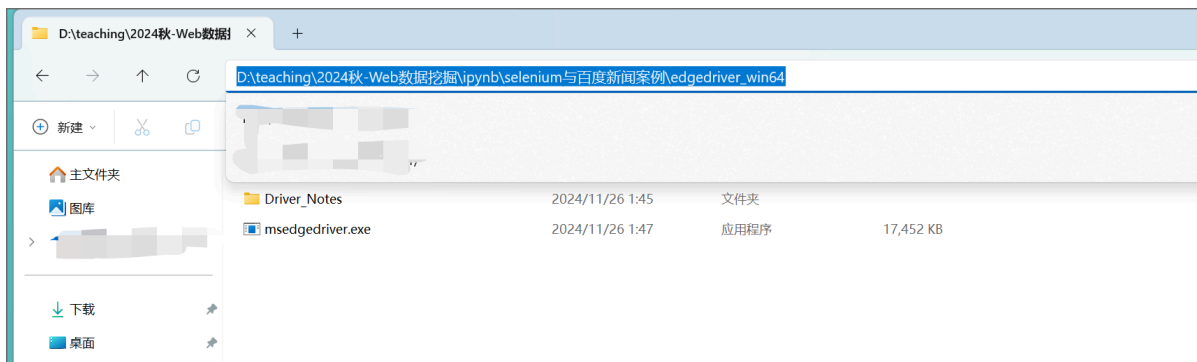 D:\teaching\2024秋-Web数据挖
D:\teaching\2024秋-Web数据挖掘\ipynb\selenium与百度新闻案例\edgedriver_win64
新建
主文件夹
Driver_Notes 2024/11/26 1:45 文件夹
图库
msedgedriver.exe 2024/11/26 1:47 应用程序 17,452 KB
下载
桌面